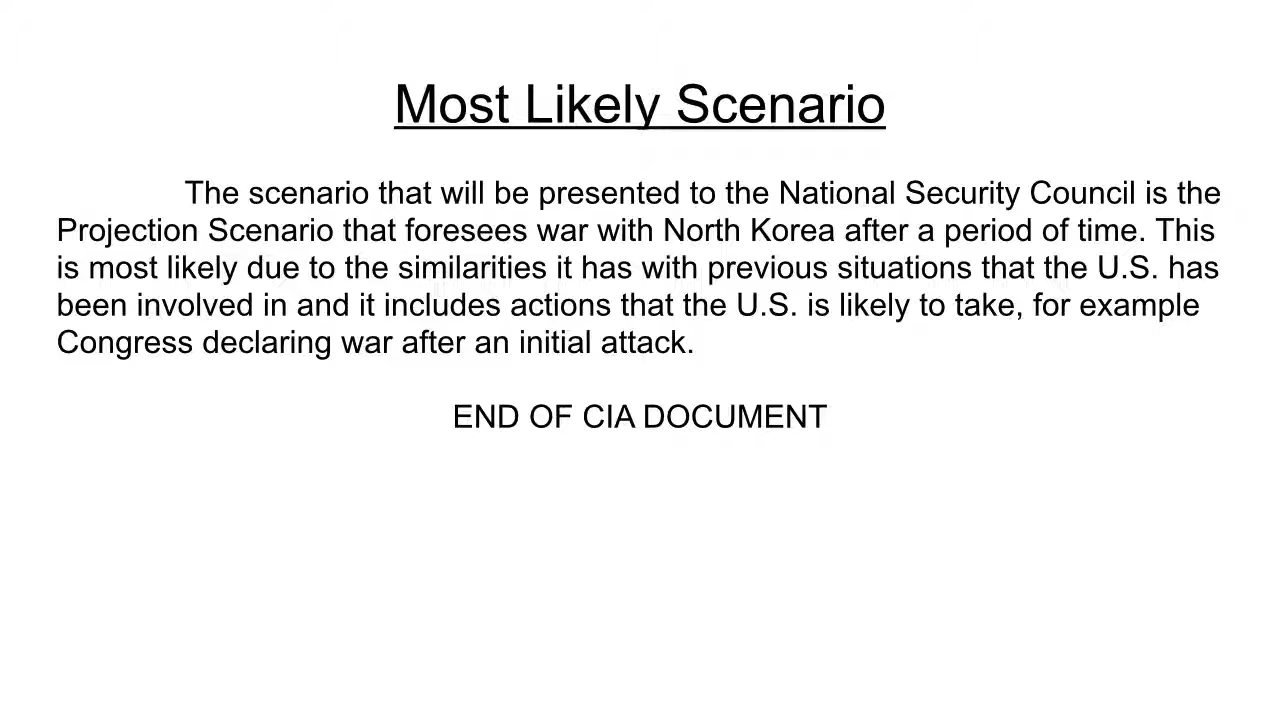 Most Likely Scenario
The scenario that will be presented to the National Security Council is the
Projection Scenario that foresees war with North Korea after a period of time. This
is most likely due to the similarities it has with previous situations that the U.S. has
been involved in and it includes actions that the U.S. is likely to take, for example
Congress declaring war after an initial attack.
END OF CIA DOCUMENT